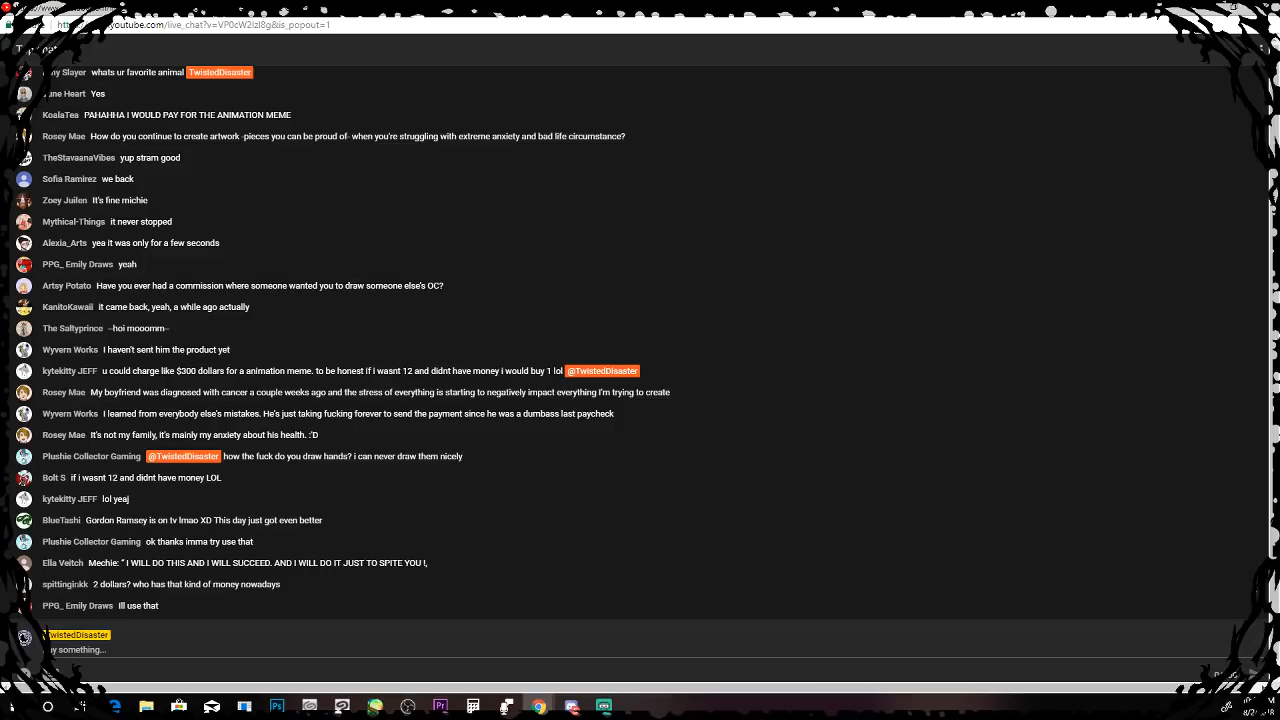 youtube.com/live_chat?v=VP0cW2IzI8g&is_popout=1
Slayer whats ur favorite animal TwistedDisaster
June Heart Yes
KoalaTea PAHAHHA I WOULD PAY FOR THE ANIMATION MEME
Rosey Mae How do you continue to create artwork -pieces you can be proud of- when you're struggling with extreme anxiety and bad life circumstance?
TheStavaanaVibes yup stram good
Sofia Ramirez we back
Zoey Juilen It's fine michie
Mythical-Things it never stopped
Alexia_Arts yea it was only for a few seconds
PPG_ Emily Draws yeah
Artsy Potato Have you ever had a commission where someone wanted you to draw someone else's OC?
KanitoKawaii it came back, yeah, a while ago actually
The Saltyprince ~hoi mooomm~
Wyvern Works I haven't sent him the product yet
kytekitty JEFF u could charge like $300 dollars for a animation meme. to be honest if i wasnt 12 and didnt have money i would buy 1 lol @TwistedDisaster
Rosey Mae My boyfriend was diagnosed with cancer a couple weeks ago and the stress of everything is starting to negatively impact everything I'm trying to create
Wyvern Works I learned from everybody else's mistakes. He's just taking fucking forever to send the payment since he was a dumbass last paycheck
Rosey Mae It's not my family, it's mainly my anxiety about his health. :'D
Plushie Collector Gaming @TwistedDisaster how the fuck do you draw hands? i can never draw them nicely
Bolt S if i wasnt 12 and didnt have money LOL
kytekitty JEFF lol yeaj
BlueTashi Gordon Ramsey is on tv lmao XD This day just got even better
Plushie Collector Gaming ok thanks imma try use that
Ella Veitch Mechie: " I WILL DO THIS AND I WILL SUCCEED. AND I WILL DO IT JUST TO SPITE YOU !,
spittinginkk 2 dollars? who has that kind of money nowadays
PPG_ Emily Draws Ill use that
TwistedDisaster
something...